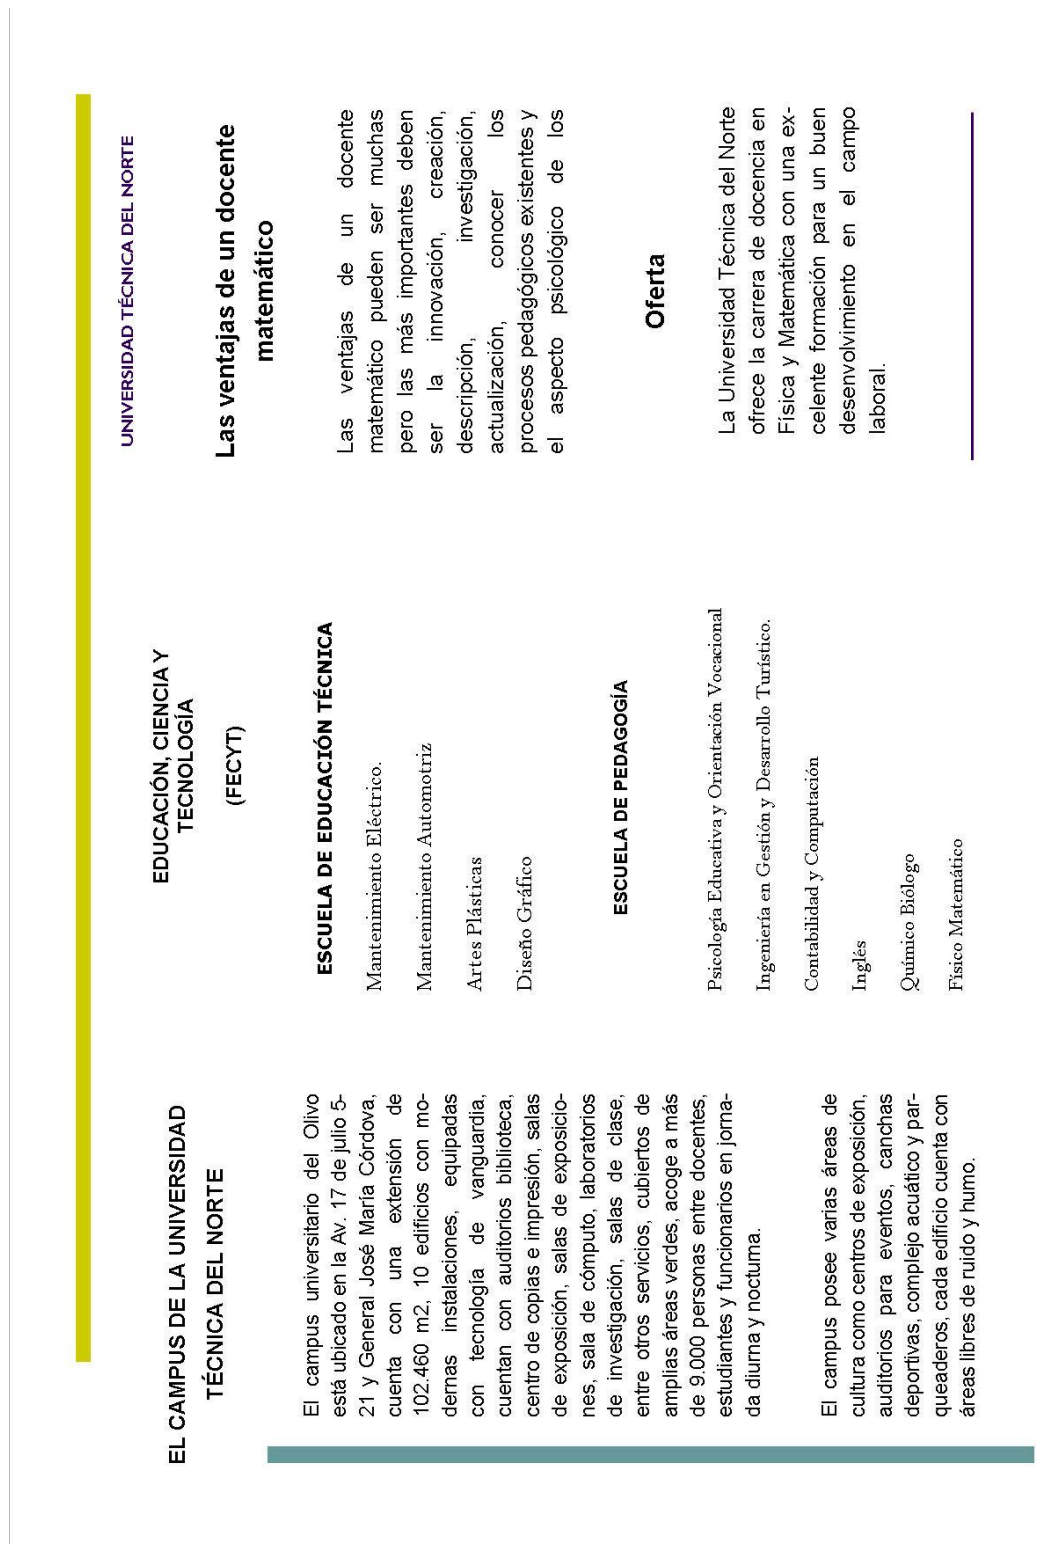 EL CAMPUS DE LA UNIVERSIDAD
TÉCNICA DEL NORTE
El campus universitario del Olivo
está ubicado en la Av. 17 de julio 5-
21 y General José María Córdova,
cuenta con una extensión de
102.460 m2, 10 edificios con mo-
dernas instalaciones, equipadas
con tecnología de vanguardia,
cuentan con auditorios biblioteca,
centro de copias e impresión, salas
de exposición, salas de exposicio-
nes, sala de cómputo, laboratorios
de investigación, salas de clase,
entre otros servicios, cubiertos de
amplias áreas verdes, acoge a más
de 9.000 personas entre docentes,
estudiantes y funcionarios en jorna-
da diurna y nocturna.
El campus posee varias áreas de
cultura como centros de exposición,
auditorios para eventos, canchas
deportivas, complejo acuático y par-
queaderos, cada edificio cuenta con
áreas libres de ruido y humo.
EDUCACIÓN, CIENCIA Y
TECNOLOGÍA
(FECYT)
ESCUELA DE EDUCACIÓN TÉCNICA
Mantenimiento Eléctrico.
Mantenimiento Automotriz
Artes Plásticas
Diseño Gráfico
ESCUELA DE PEDAGOGÍA
Psicología Educativa y Orientación Vocacional
Ingeniería en Gestión y Desarrollo Turístico.
Contabilidad y Computación
Inglés
Químico Biólogo
Físico Matemático
UNIVERSIDAD TÉCNICA DEL NORTE
Las ventajas de un docente
matemático
Las ventajas de un docente
matemático pueden ser muchas
pero las más importantes deben
ser la innovación, creación,
descripción, investigación,
actualización, conocer los
procesos pedagógicos existentes y
el aspecto psicológico de los
Oferta
La Universidad Técnica del Norte
ofrece la carrera de docencia en
Física y Matemática con una ex-
celente formación para un buen
desenvolvimiento en el campo
laboral.